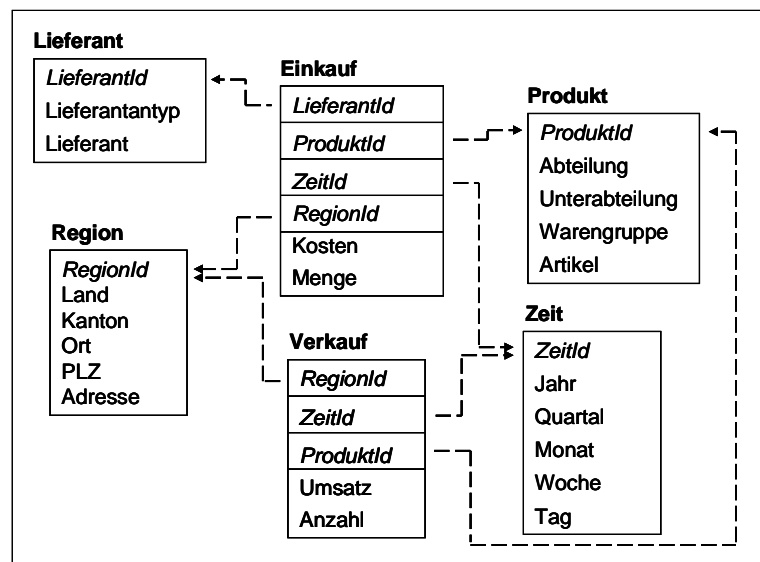 Lieferant
LieferantId
Lieferantantyp
Lieferant
Einkauf
LieferantId
ProduktId
ZeitId
RegionId
Kosten
Menge
Produkt
ProduktId
Abteilung
Unterabteilung
Warengruppe
Artikel
Region
RegionId
Land
Kanton
Ort
PLZ
Adresse
Verkauf
RegionId
ZeitId
ProduktId
Umsatz
Anzahl
Zeit
ZeitId
Jahr
Quartal
Monat
Woche
Tag